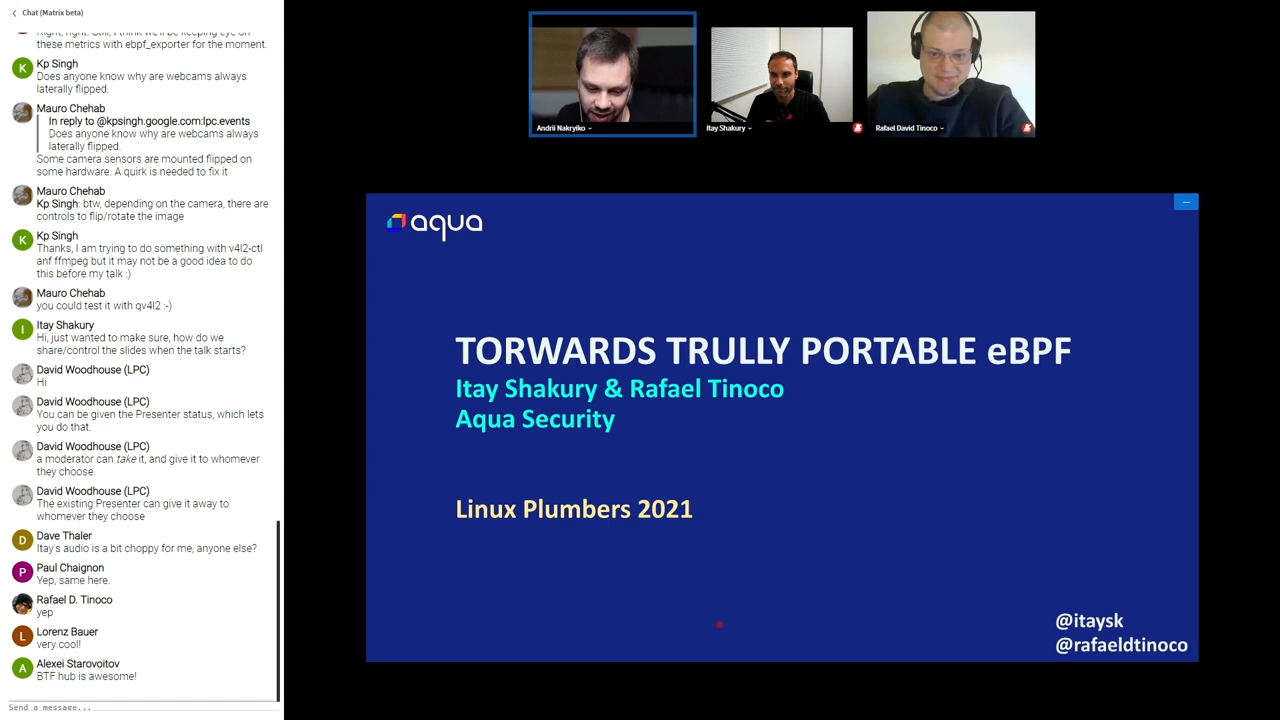 Chat (Matrix beta)
Right, right. Still, I think we'll be keeping eye on
these metrics with ebpf_exporter for the moment.
K
Kp Singh
Does anyone know why are webcams always
laterally flipped.
Mauro Chehab
In reply to @kpsingh.google.com:lpc.events
Does anyone know why are webcams always
laterally flipped.
Some camera sensors are mounted flipped on
some hardware. A quirk is needed to fix it
Mauro Chehab
Kp Singh: btw, depending on the camera, there are
controls to flip/rotate the image
K
Kp Singh
Thanks, I am trying to do something with v4l2-ctl
anf ffmpeg but it may not be a good idea to do
this before my talk :)
Mauro Chehab
you could test it with qv4l2 :-)
I
Itay Shakury
Hi, just wanted to make sure, how do we
share/control the slides when the talk starts?
David Woodhouse (LPC)
Hi
David Woodhouse (LPC)
You can be given the Presenter status, which lets
you do that.
David Woodhouse (LPC)
a moderator can take it, and give it to whomever
they choose.
David Woodhouse (LPC)
The existing Presenter can give it away to
whomever they choose
D
Dave Thaler
Itay's audio is a bit choppy for me, anyone else?
P
Paul Chaignon
Yep, same here.
Rafael D. Tinoco
yep
L
Lorenz Bauer
very cool!
A
Alexei Starovoitov
BTF hub is awesome!
Send a message...
Andrii Nakryiko
Itay Shakury
Rafael David Tinoco
aqua
TORWARDS TRULLY PORTABLE eBPF
Itay Shakury & Rafael Tinoco
Aqua Security
Linux Plumbers 2021
@itaysk
@rafaeldtinoco